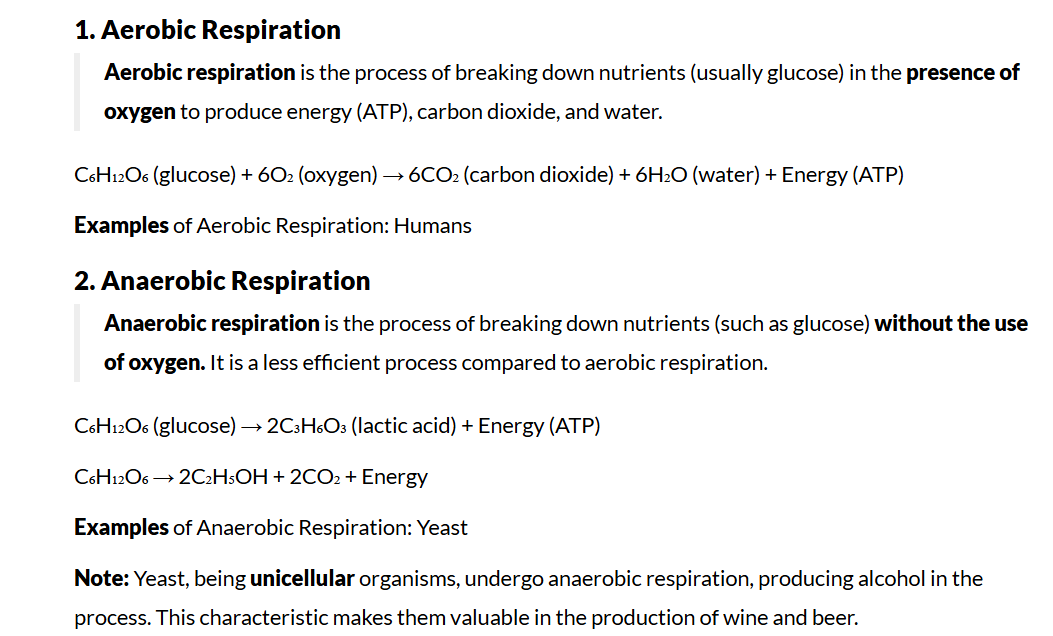 1. Aerobic Respiration
Aerobic respiration is the process of breaking down nutrients (usually glucose) in the presence of
oxygen to produce energy (ATP), carbon dioxide, and water.
C₆H₁₂O₆ (glucose) + 6O₂ (oxygen) → 6CO₂ (carbon dioxide) + 6H₂O (water) + Energy (ATP)
Examples of Aerobic Respiration: Humans
2. Anaerobic Respiration
Anaerobic respiration is the process of breaking down nutrients (such as glucose) without the use
of oxygen. It is a less efficient process compared to aerobic respiration.
C₆H₁₂O₆ (glucose) → 2C₃H₆O₃ (lactic acid) + Energy (ATP)
C₆H₁₂O₆ → 2C₂H₅OH + 2CO₂ + Energy
Examples of Anaerobic Respiration: Yeast
Note: Yeast, being unicellular organisms, undergo anaerobic respiration, producing alcohol in the
process. This characteristic makes them valuable in the production of wine and beer.